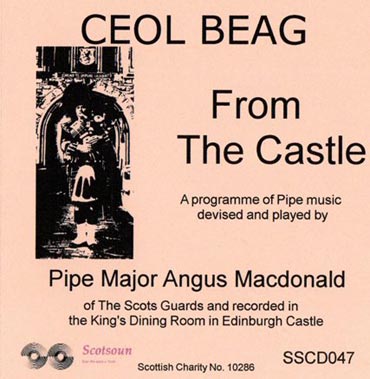 CEOL BEAG
From
The Castle
A programme of Pipe music
devised and played by
Pipe Major Angus Macdonald
of The Scots Guards and recorded in
the King's Dining Room in Edinburgh Castle
Scotsoun
Scottish Charity No. 10286
SSCD047